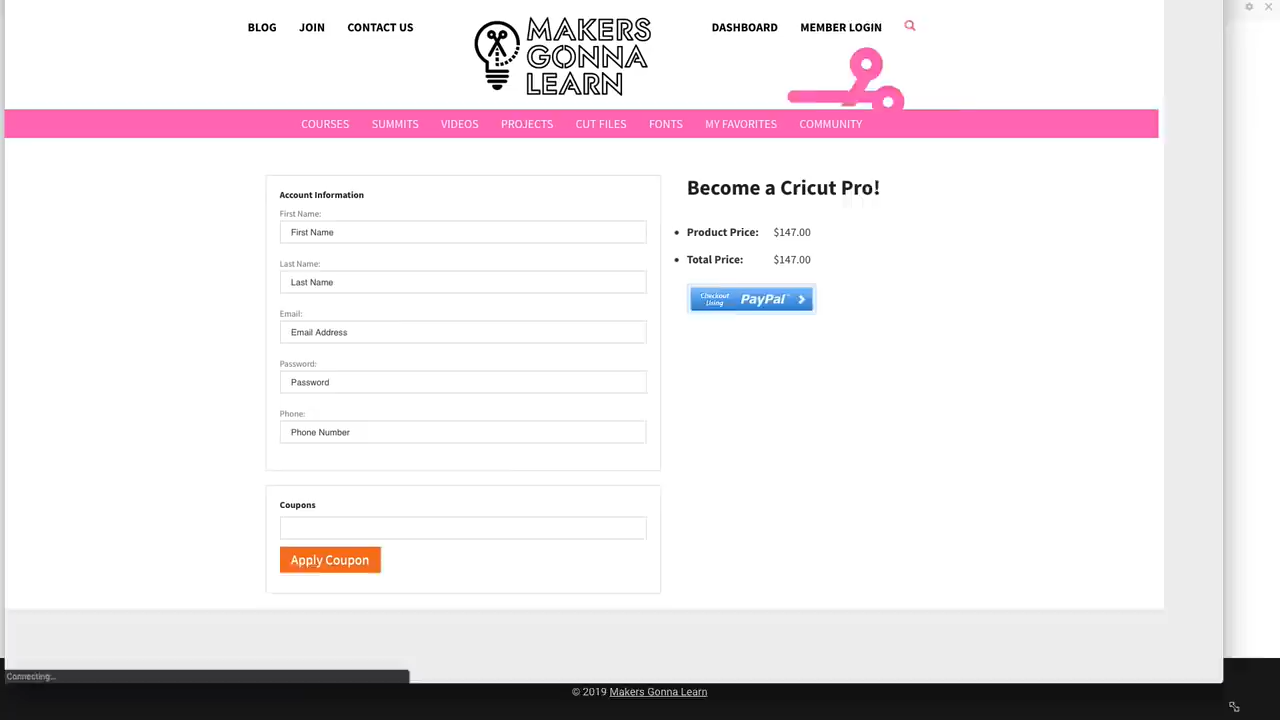 BLOG JOIN CONTACT US
MAKERS
GONNA
LEARN
DASHBOARD MEMBER LOGIN
COURSES SUMMITS VIDEOS PROJECTS CUT FILES FONTS MY FAVORITES COMMUNITY
Account Information
First Name:
First Name
Last Name:
Last Name
Email:
Email Address
Password:
Password
Phone:
Phone Number
Coupons
Apply Coupon
Become a Cricut Pro!
Product Price: $147.00
Total Price: $147.00
Checkout
Using
PayPal™
Connecting...
© 2019 Makers Gonna Learn